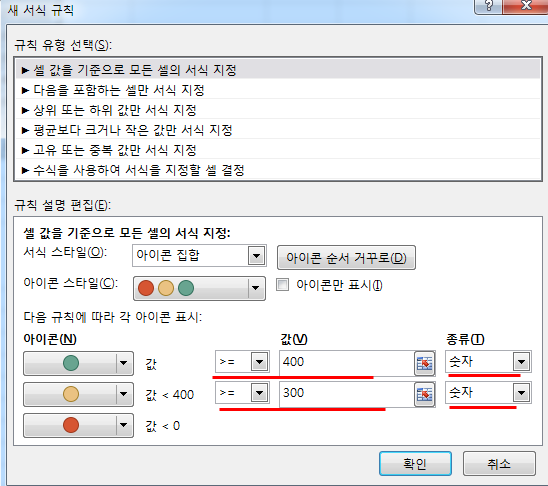 새 서식 규칙
규칙 유형 선택(S):
► 셀 값을 기준으로 모든 셀의 서식 지정
► 다음을 포함하는 셀만 서식 지정
► 상위 또는 하위 값만 서식 지정
► 평균보다 크거나 작은 값만 서식 지정
► 고유 또는 중복 값만 서식 지정
► 수식을 사용하여 서식을 지정할 셀 결정
규칙 설명 편집(E):
셀 값을 기준으로 모든 셀의 서식 지정:
서식 스타일(O): 아이콘 집합 아이콘 순서 거꾸로(D)
아이콘 스타일(C): 아이콘만 표시(I)
다음 규칙에 따라 각 아이콘 표시:
아이콘(N) 값(V) 종류(T)
값 >= 400 숫자
값 < 400 >= 300 숫자
값 < 0
확인 취소